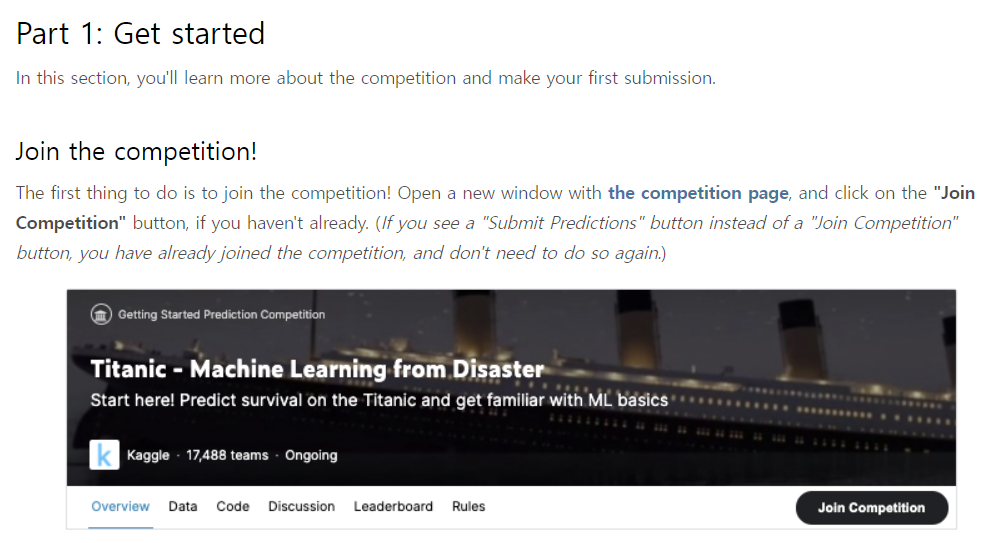 Part 1: Get started
In this section, you'll learn more about the competition and make your first submission.
Join the competition!
The first thing to do is to join the competition! Open a new window with the competition page, and click on the "Join
Competition" button, if you haven't already. (If you see a "Submit Predictions" button instead of a "Join Competition"
button, you have already joined the competition, and don't need to do so again.)
Getting Started Prediction Competition
Titanic - Machine Learning from Disaster
Start here! Predict survival on the Titanic and get familiar with ML basics
k Kaggle · 17,488 teams · Ongoing
Overview Data Code Discussion Leaderboard Rules Join Competition